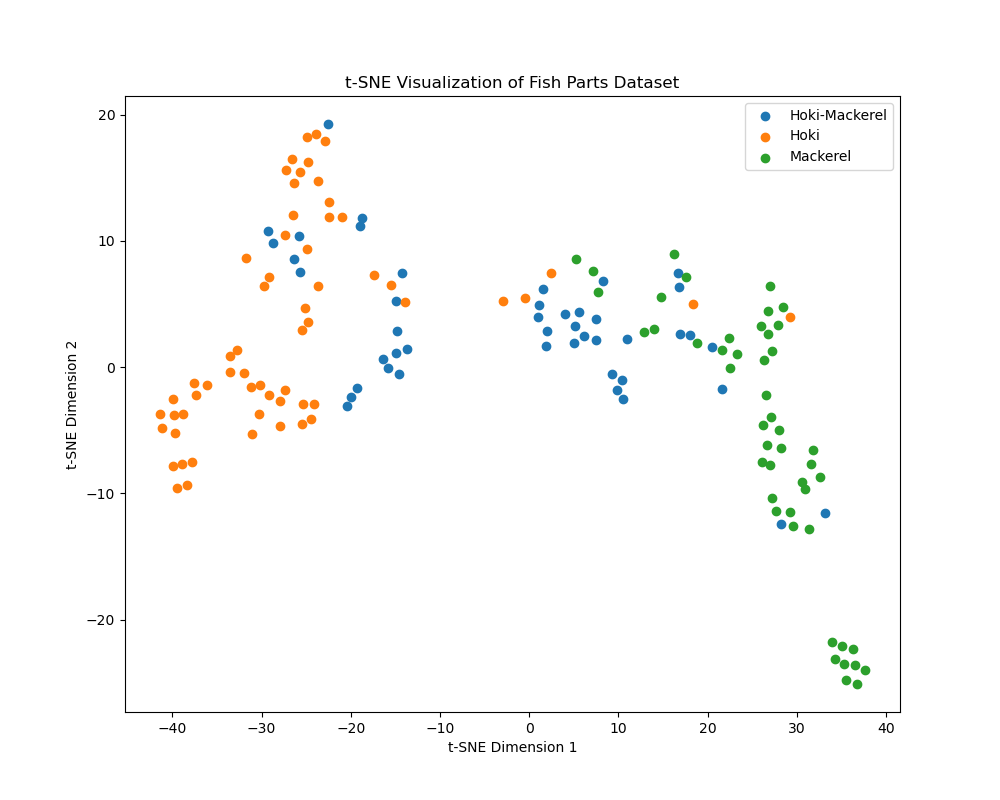 t-SNE Visualization of Fish Parts Dataset
Hoki-Mackerel
Hoki
Mackerel
20
10
0
−10
−20
t-SNE Dimension 2
−40 −30 −20 −10 0 10 20 30 40
t-SNE Dimension 1